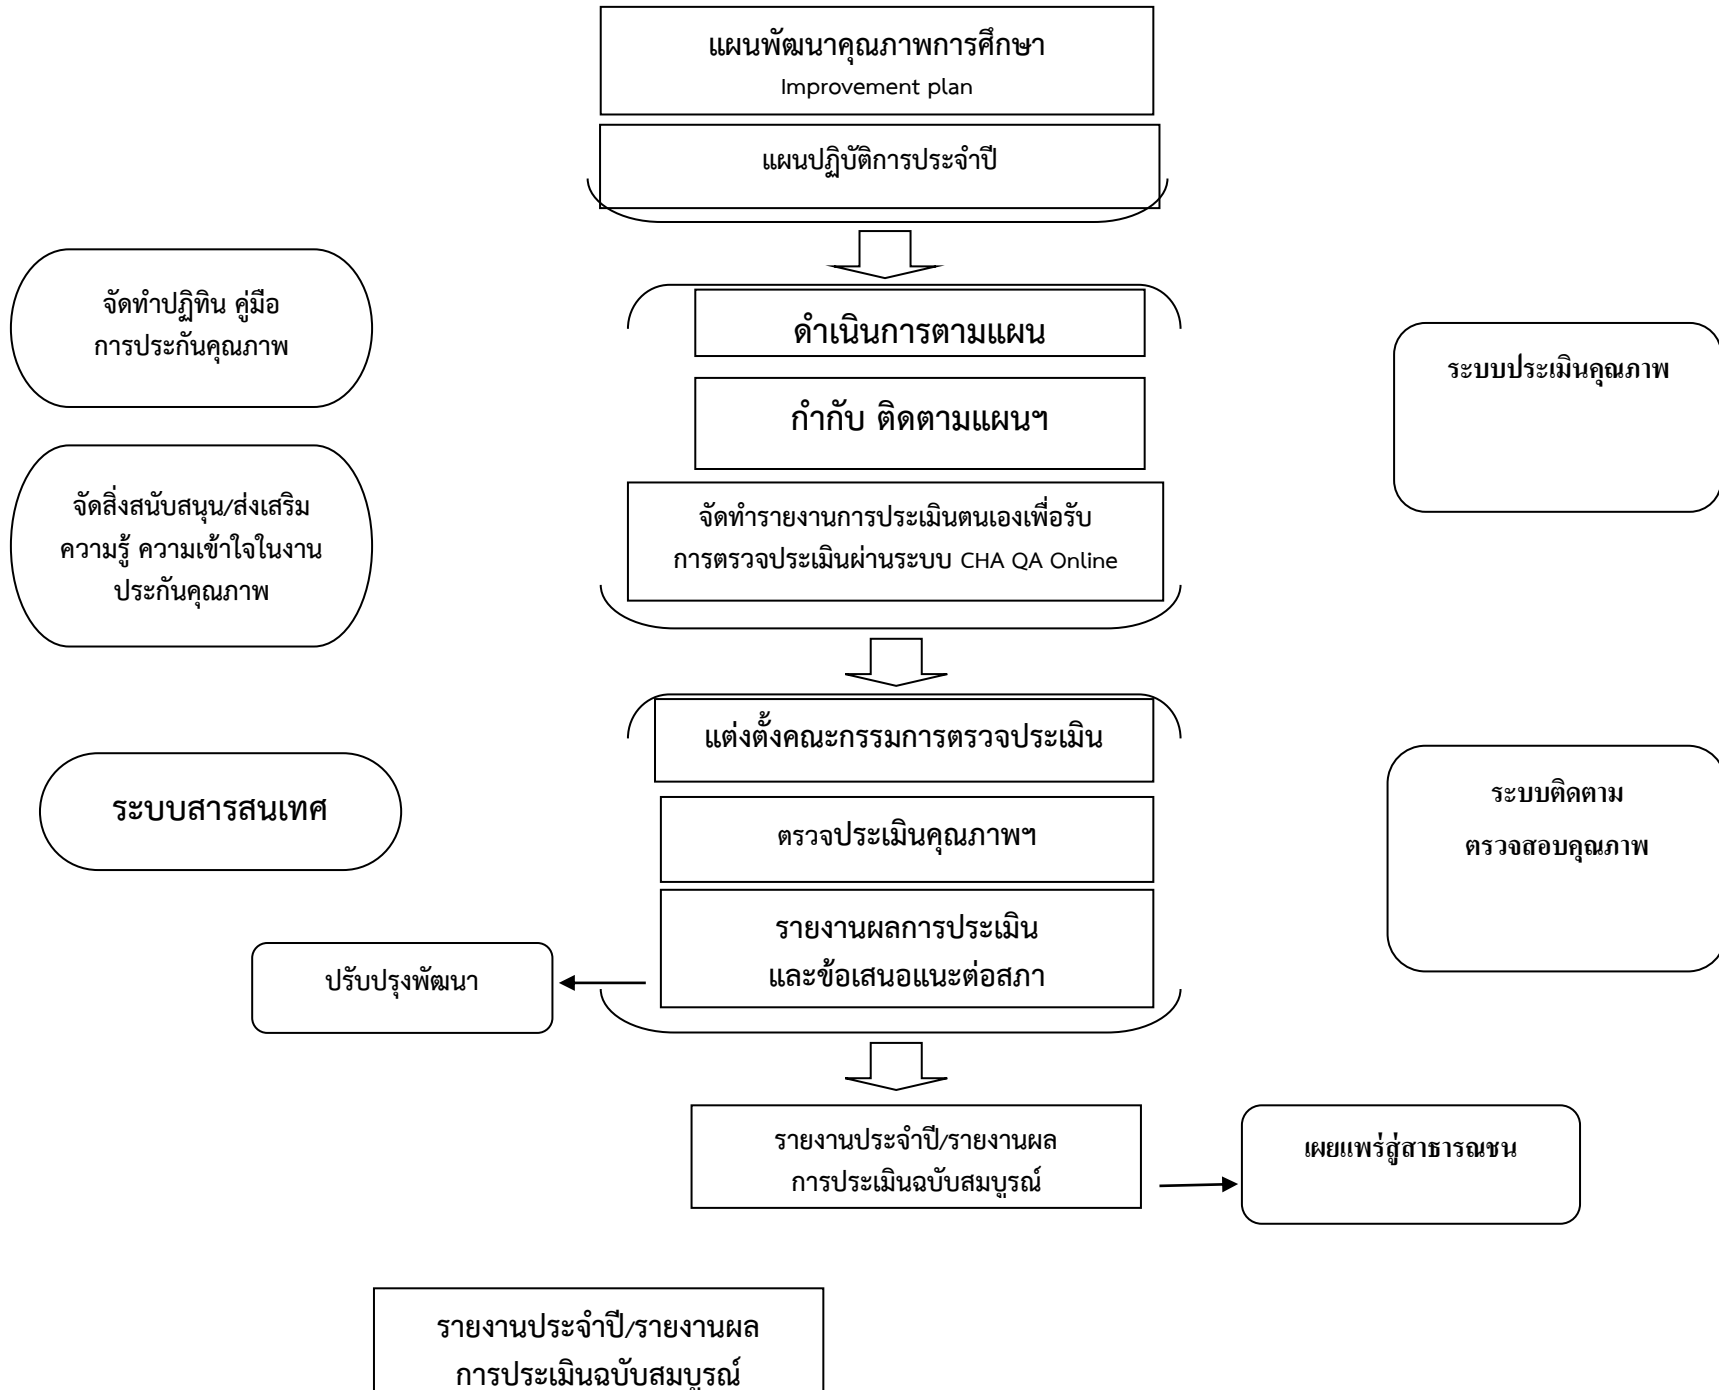 แผนพัฒนาคุณภาพการศึกษา
Improvement plan
แผนปฏิบัติการประจำปี
จัดทำปฏิทิน คู่มือ
การประกันคุณภาพ
ดำเนินการตามแผน
ระบบประเมินคุณภาพ
กำกับ ติดตามแผนฯ
จัดสิ่งสนับสนุน/ส่งเสริม
ความรู้ ความเข้าใจในงาน
ประกันคุณภาพ
จัดทำรายงานการประเมินตนเองเพื่อรับ
การตรวจประเมินผ่านระบบ CHA QA Online
แต่งตั้งคณะกรรมการตรวจประเมิน
ระบบสารสนเทศ
ตรวจประเมินคุณภาพฯ
ระบบติดตาม
ตรวจสอบคุณภาพ
รายงานผลการประเมิน
และข้อเสนอแนะต่อสภา
ปรับปรุงพัฒนา
รายงานประจำปี/รายงานผล
การประเมินฉบับสมบูรณ์
เผยแพร่สู่สาธารณชน
รายงานประจำปี/รายงานผล
การประเมินฉบับสมบูรณ์